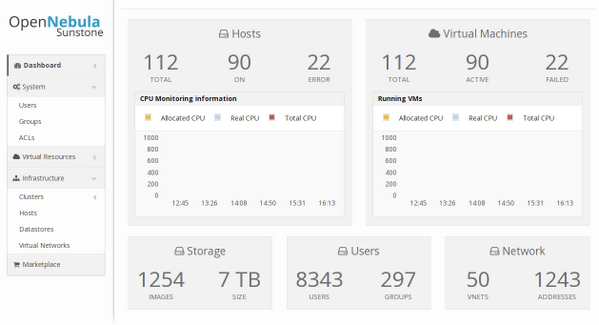 OpenNebula
Sunstone
Dashboard
System
Users
Groups
ACLs
Virtual Resources
Infrastructure
Clusters
Hosts
Datastores
Virtual Networks
Marketplace
Hosts
112 90 22
TOTAL ON ERROR
CPU Monitoring information
Allocated CPU Real CPU Total CPU
1000
800
600
400
200
0
12:45 13:26 14:08 14:50 15:31 16:13
Virtual Machines
112 90 22
TOTAL ACTIVE FAILED
Running VMs
Allocated CPU Real CPU Total CPU
1000
800
600
400
200
0
12:45 13:26 14:08 14:50 15:31 16:13
Storage
1254 7 TB
IMAGES SIZE
Users
8343 297
USERS GROUPS
Network
50 1243
VNETS ADDRESSES